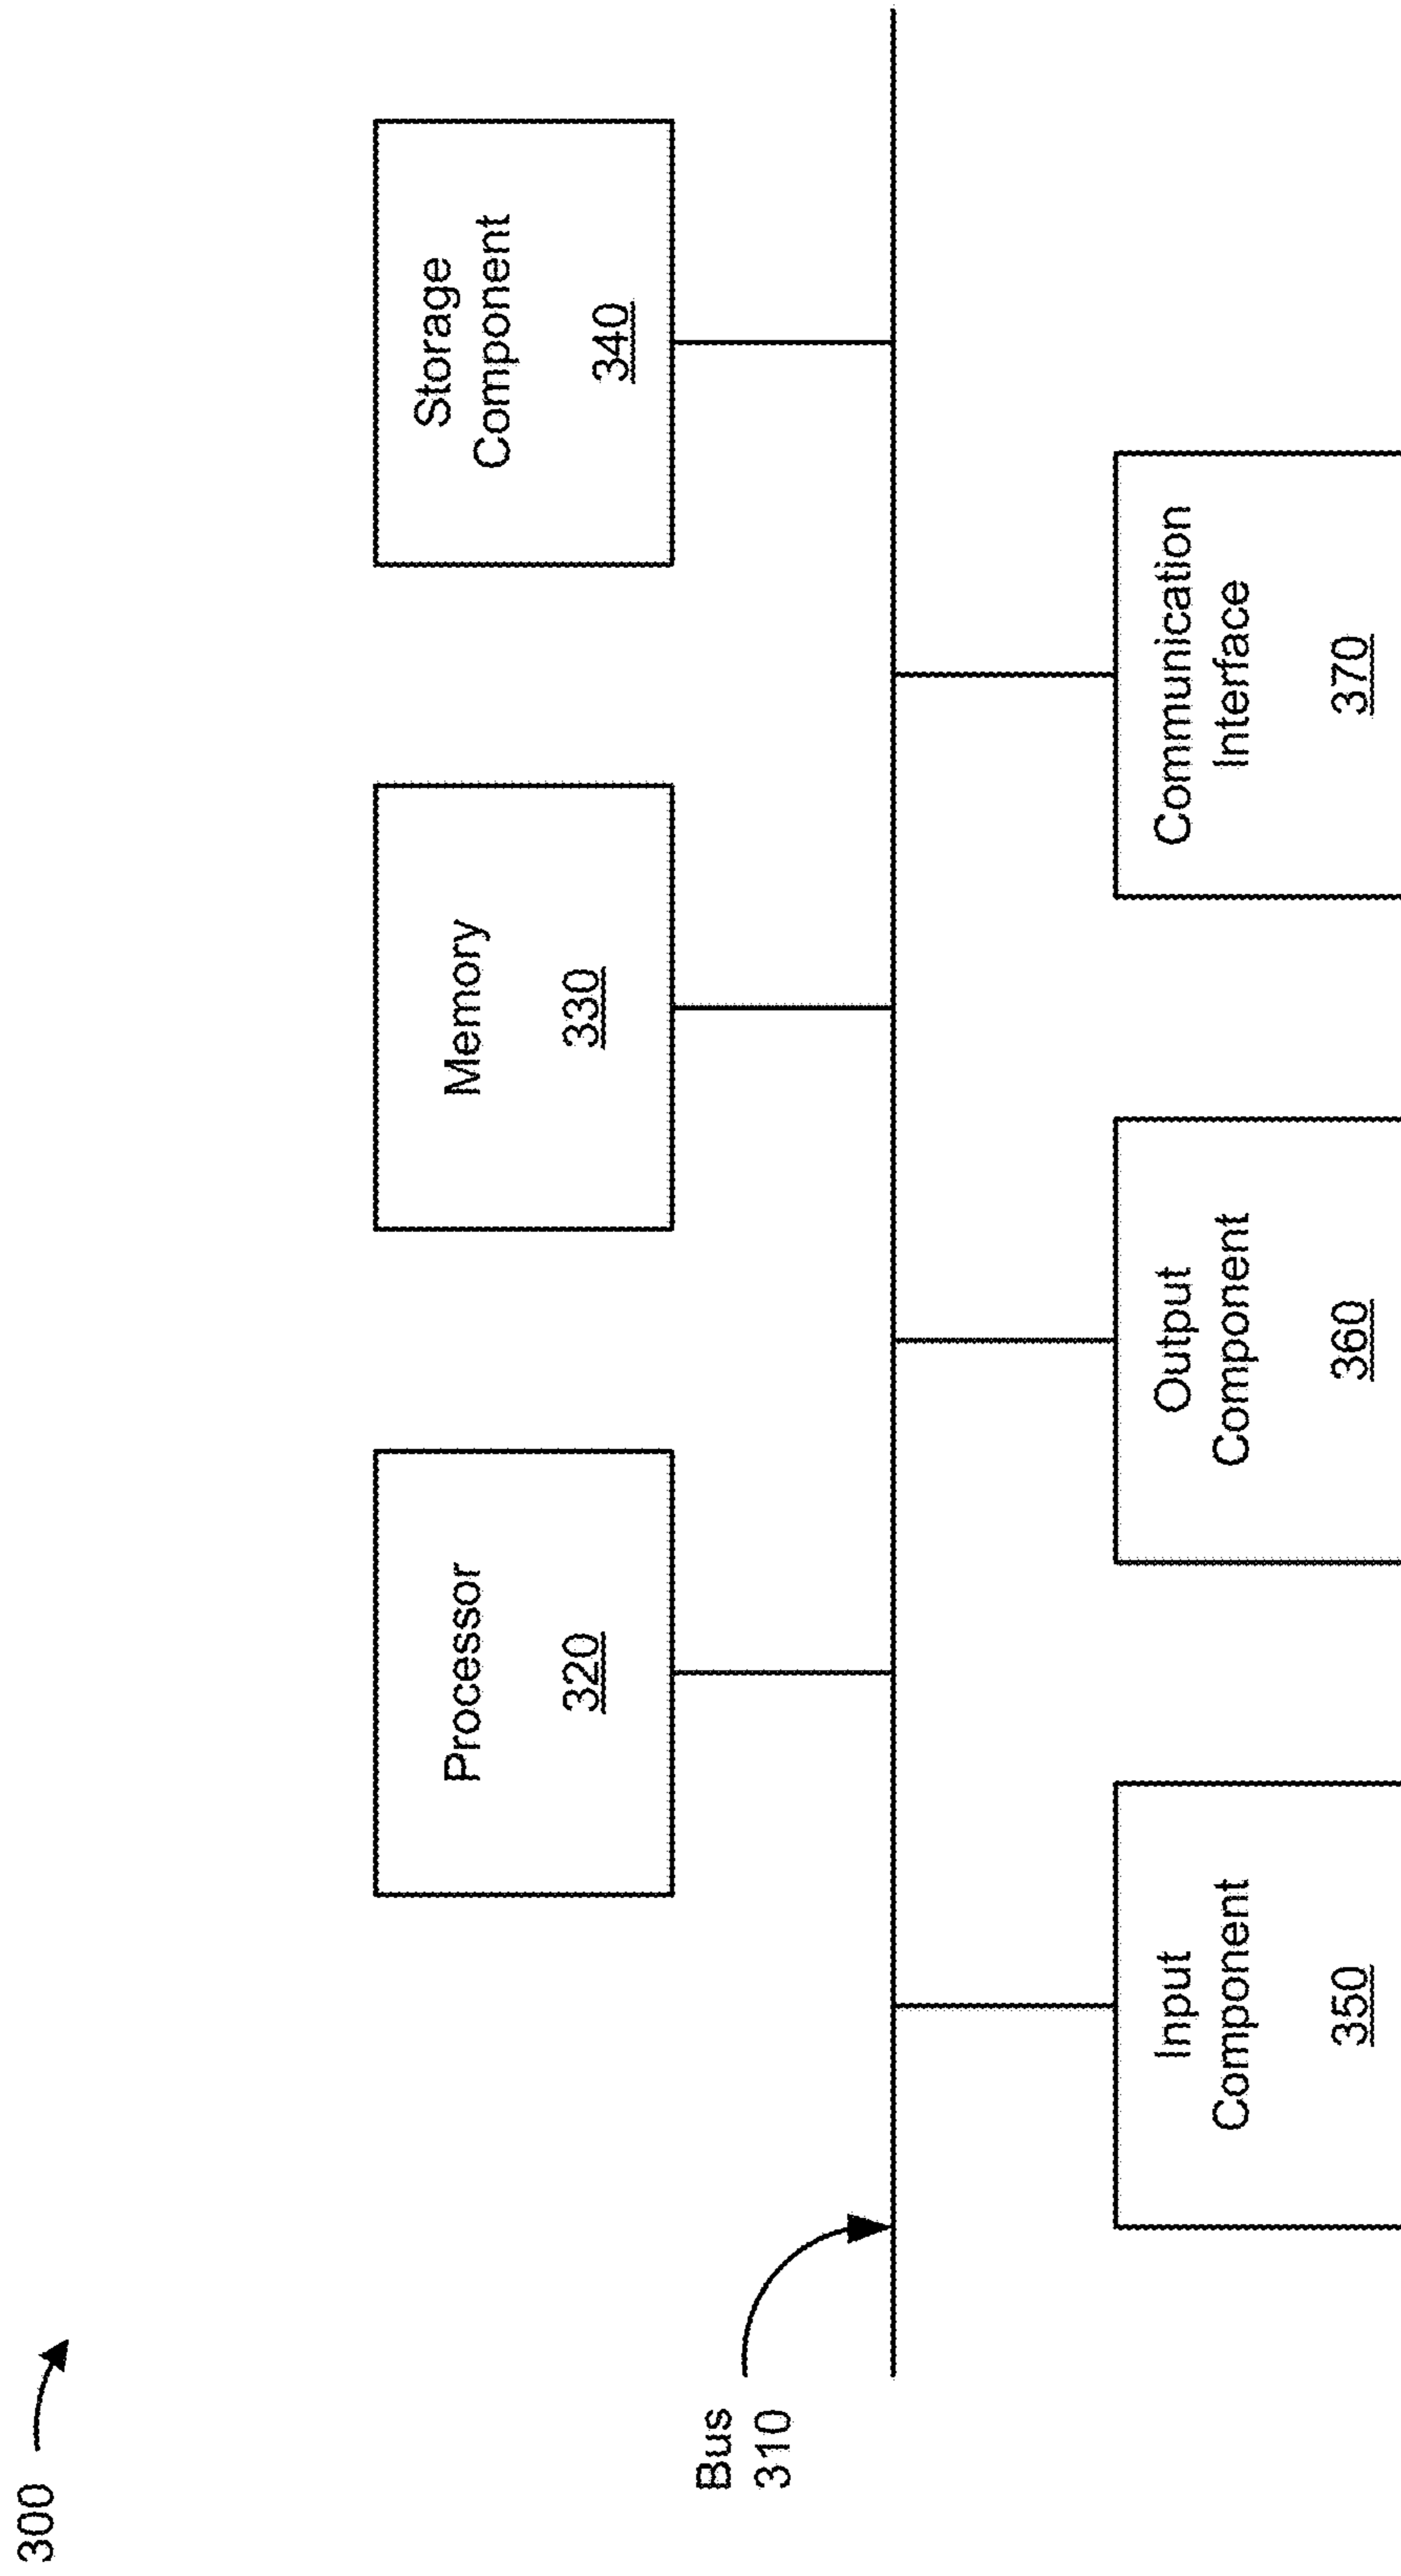 300
Processor
320
Memory
330
Storage
Component
340
Bus
310
Input
Component
350
Output
Component
360
Communication
Interface
370